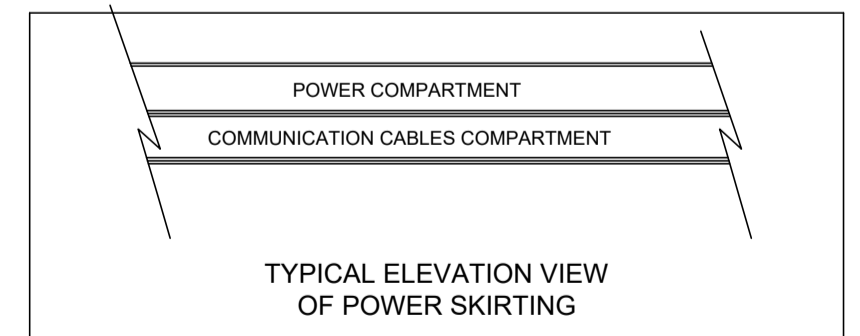 POWER COMPARTMENT
COMMUNICATION CABLES COMPARTMENT
TYPICAL ELEVATION VIEW
OF POWER SKIRTING